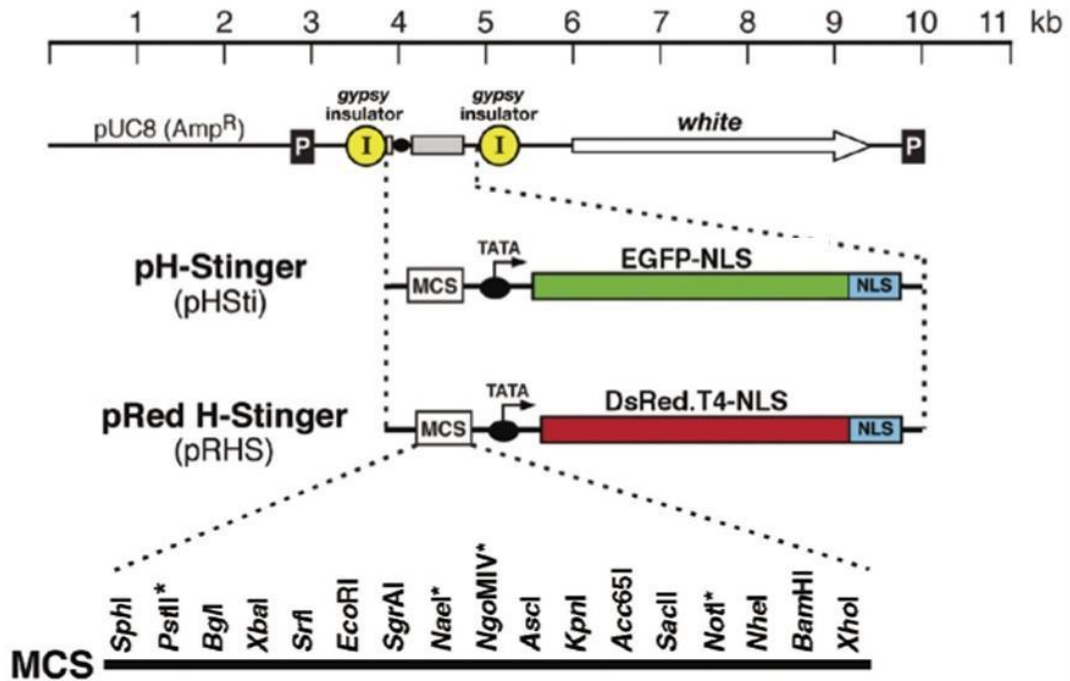 1 2 3 4 5 6 7 8 9 10 11 kb
gypsy
insulator
gypsy
insulator
pUC8 (AmpR)
P
I
I
white
P
pH-Stinger
(pHSti)
MCS
TATA
EGFP-NLS
NLS
pRed H-Stinger
(pRHS)
MCS
TATA
DsRed.T4-NLS
NLS
SphI
PstII*
BglI
XbaI
SrfI
EcoRI
SgrAI
NaeI*
NgoMIV*
AscI
KpnI
Acc65I
SacII
NotI*
NheI
BamHI
XhoI
MCS